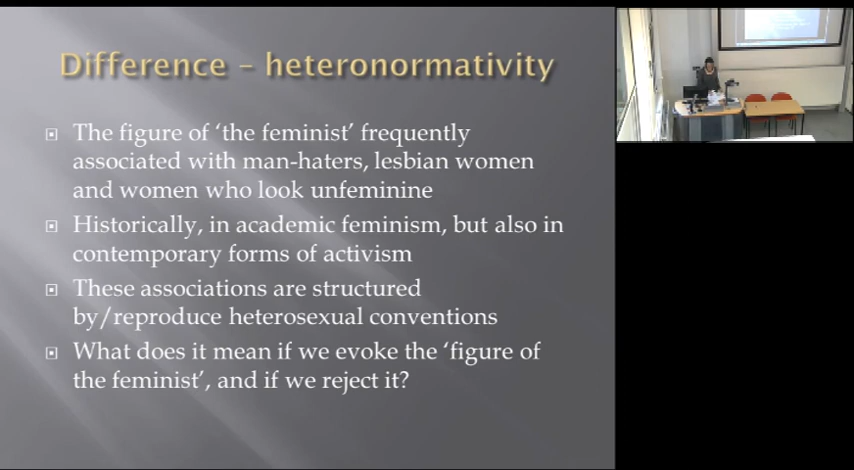 Difference – heteronormativity
The figure of ‘the feminist’ frequently
associated with man-haters, lesbian women
and women who look unfeminine
Historically, in academic feminism, but also in
contemporary forms of activism
These associations are structured
by/reproduce heterosexual conventions
What does it mean if we evoke the ‘figure of
the feminist’, and if we reject it?